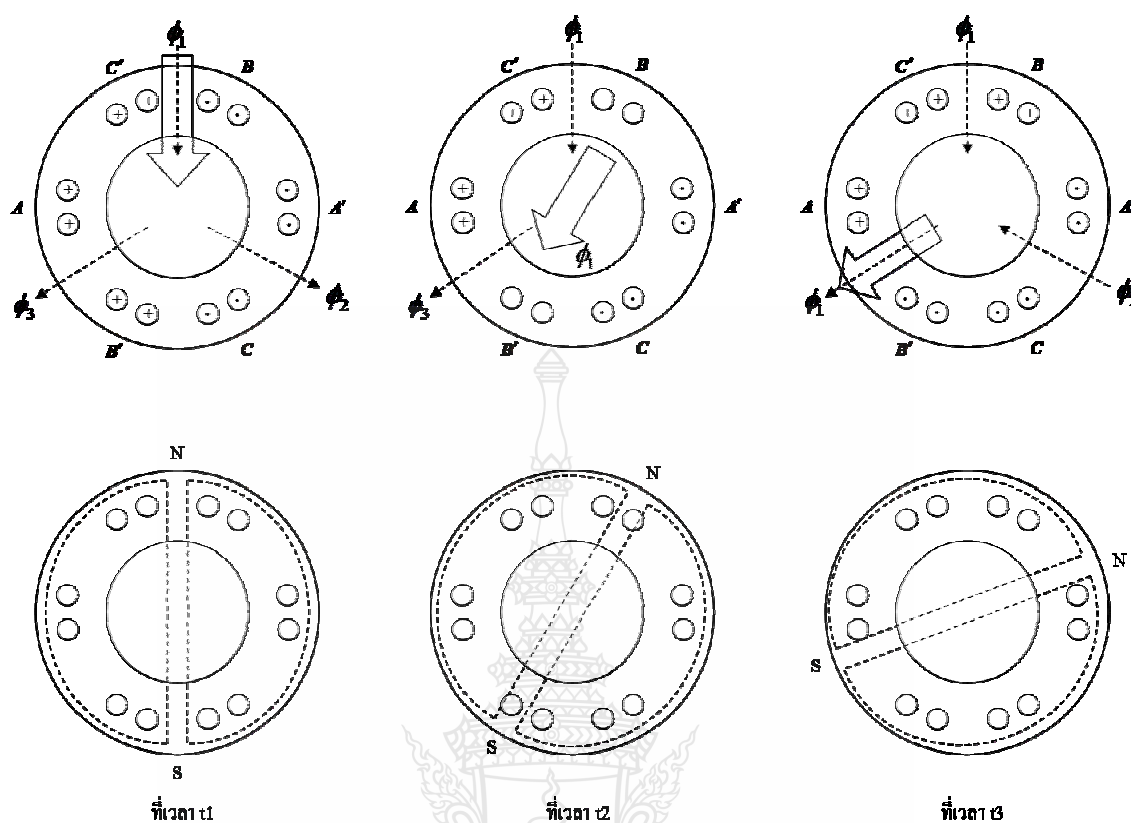 ϕ₁ ϕ₁ ϕ₁
C' B C' B C' B
A A' A A' A A
ϕ₃ ϕ₂ ϕ₃ ϕ₁ ϕ₁ ϕ
B' C B' C B' C
N N N
S S S
ที่เวลา t1 ที่เวลา t2 ที่เวลา t3